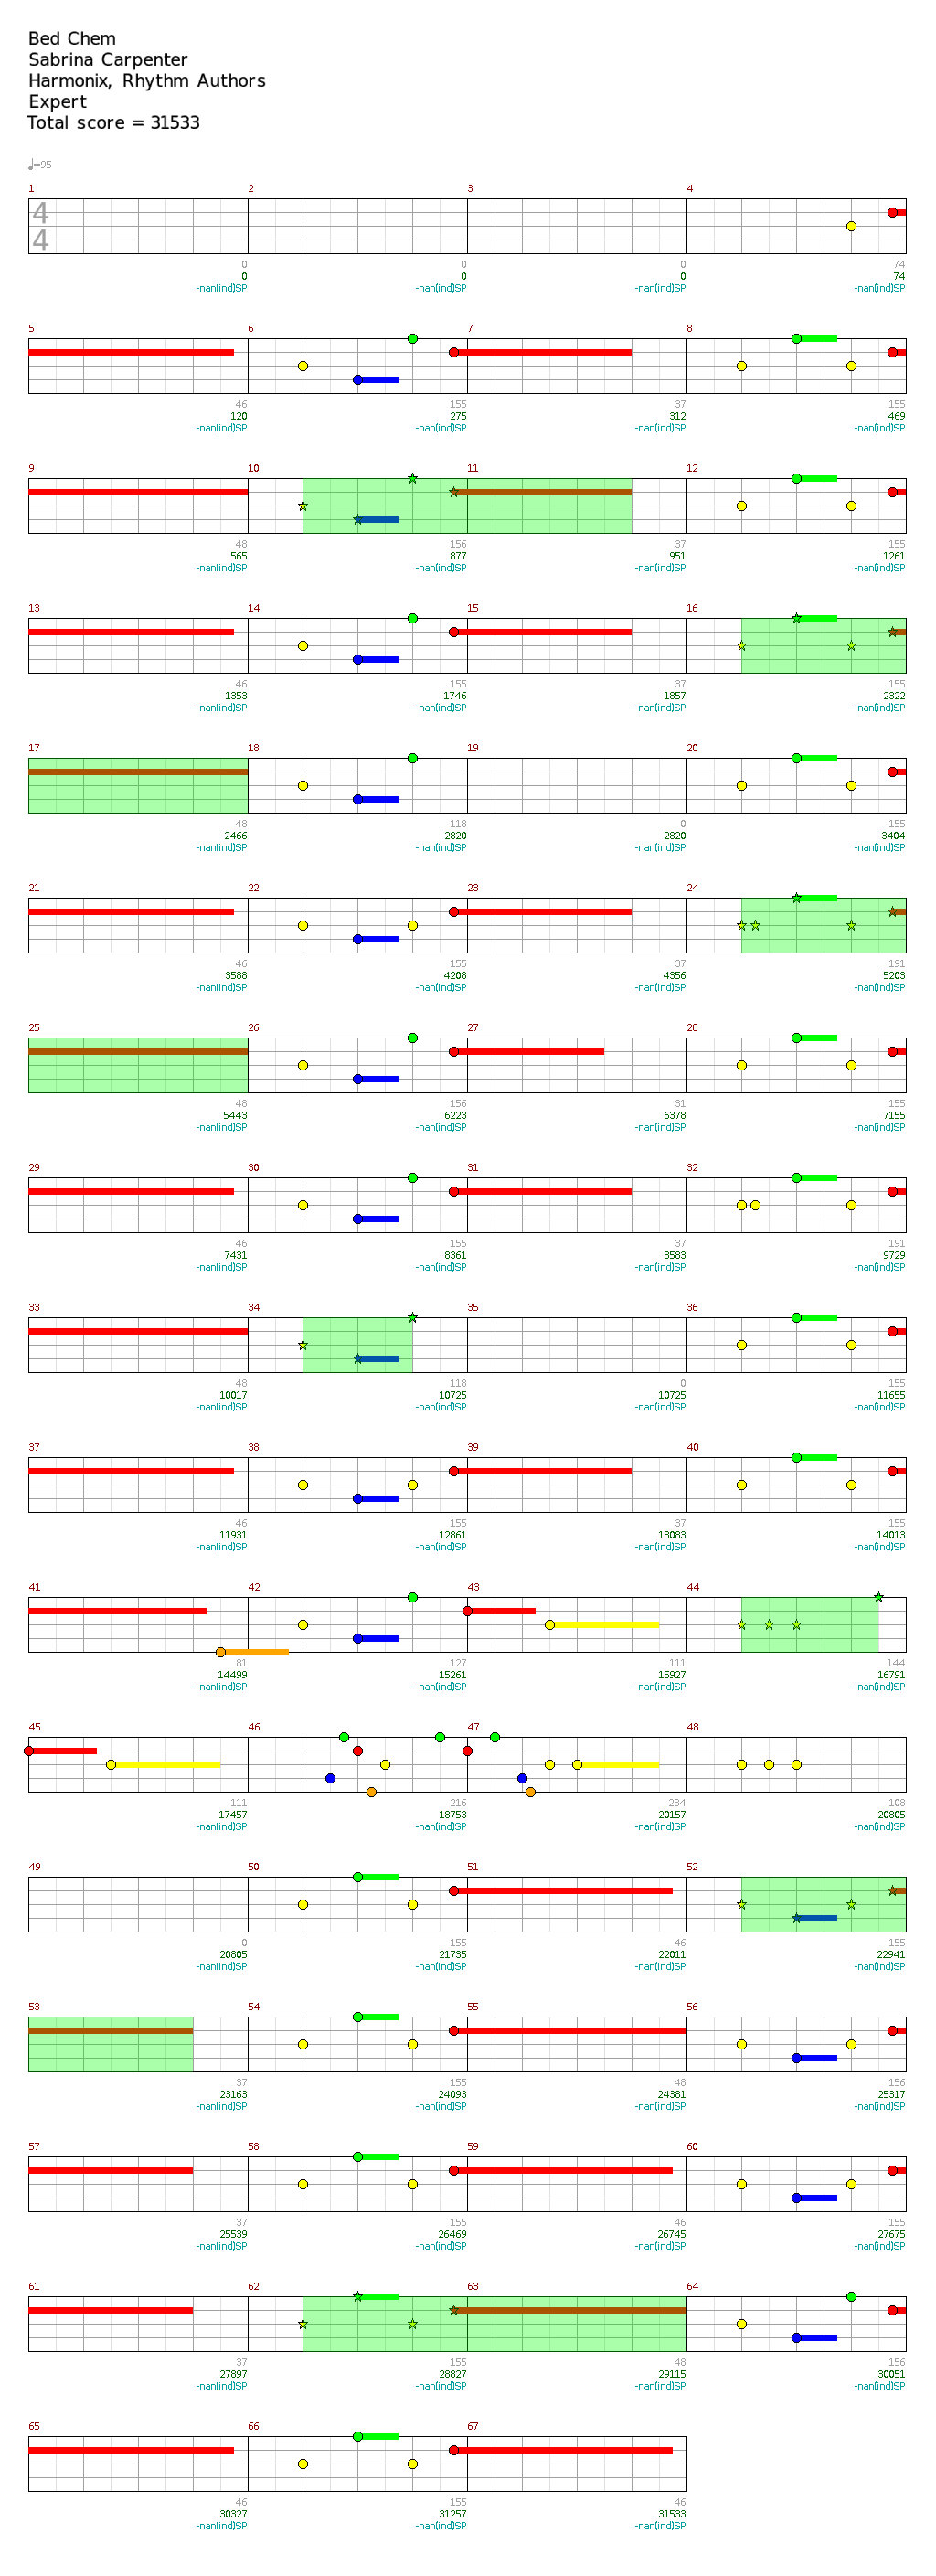 Bed Chem
Sabrina Carpenter
Harmonix, Rhythm Authors
Expert
Total score = 31533
♩=95
1 2 3 4
4
4
0 0 0 74
0 0 0 74
-nan(ind)SP -nan(ind)SP -nan(ind)SP -nan(ind)SP
5 6 7 8
46 155 37 155
120 275 312 469
-nan(ind)SP -nan(ind)SP -nan(ind)SP -nan(ind)SP
9 10 11 12
48 156 37 155
565 877 951 1261
-nan(ind)SP -nan(ind)SP -nan(ind)SP -nan(ind)SP
13 14 15 16
46 155 37 155
1353 1746 1857 2322
-nan(ind)SP -nan(ind)SP -nan(ind)SP -nan(ind)SP
17 18 19 20
48 118 0 155
2466 2820 2820 3404
-nan(ind)SP -nan(ind)SP -nan(ind)SP -nan(ind)SP
21 22 23 24
46 155 37 191
3588 4208 4356 5203
-nan(ind)SP -nan(ind)SP -nan(ind)SP -nan(ind)SP
25 26 27 28
48 156 31 155
5443 6223 6378 7155
-nan(ind)SP -nan(ind)SP -nan(ind)SP -nan(ind)SP
29 30 31 32
46 155 37 191
7431 8361 8583 9729
-nan(ind)SP -nan(ind)SP -nan(ind)SP -nan(ind)SP
33 34 35 36
48 118 0 155
10017 10725 10725 11655
-nan(ind)SP -nan(ind)SP -nan(ind)SP -nan(ind)SP
37 38 39 40
46 155 37 155
11931 12861 13083 14013
-nan(ind)SP -nan(ind)SP -nan(ind)SP -nan(ind)SP
41 42 43 44
81 127 111 144
14499 15261 15927 16791
-nan(ind)SP -nan(ind)SP -nan(ind)SP -nan(ind)SP
45 46 47 48
111 216 234 108
17457 18753 20157 20805
-nan(ind)SP -nan(ind)SP -nan(ind)SP -nan(ind)SP
49 50 51 52
0 155 46 155
20805 21735 22011 22941
-nan(ind)SP -nan(ind)SP -nan(ind)SP -nan(ind)SP
53 54 55 56
37 155 48 156
23163 24093 24381 25317
-nan(ind)SP -nan(ind)SP -nan(ind)SP -nan(ind)SP
57 58 59 60
37 155 46 155
25539 26469 26745 27675
-nan(ind)SP -nan(ind)SP -nan(ind)SP -nan(ind)SP
61 62 63 64
37 155 48 156
27897 28827 29115 30051
-nan(ind)SP -nan(ind)SP -nan(ind)SP -nan(ind)SP
65 66 67
46 155 46
30327 31257 31533
-nan(ind)SP -nan(ind)SP -nan(ind)SP